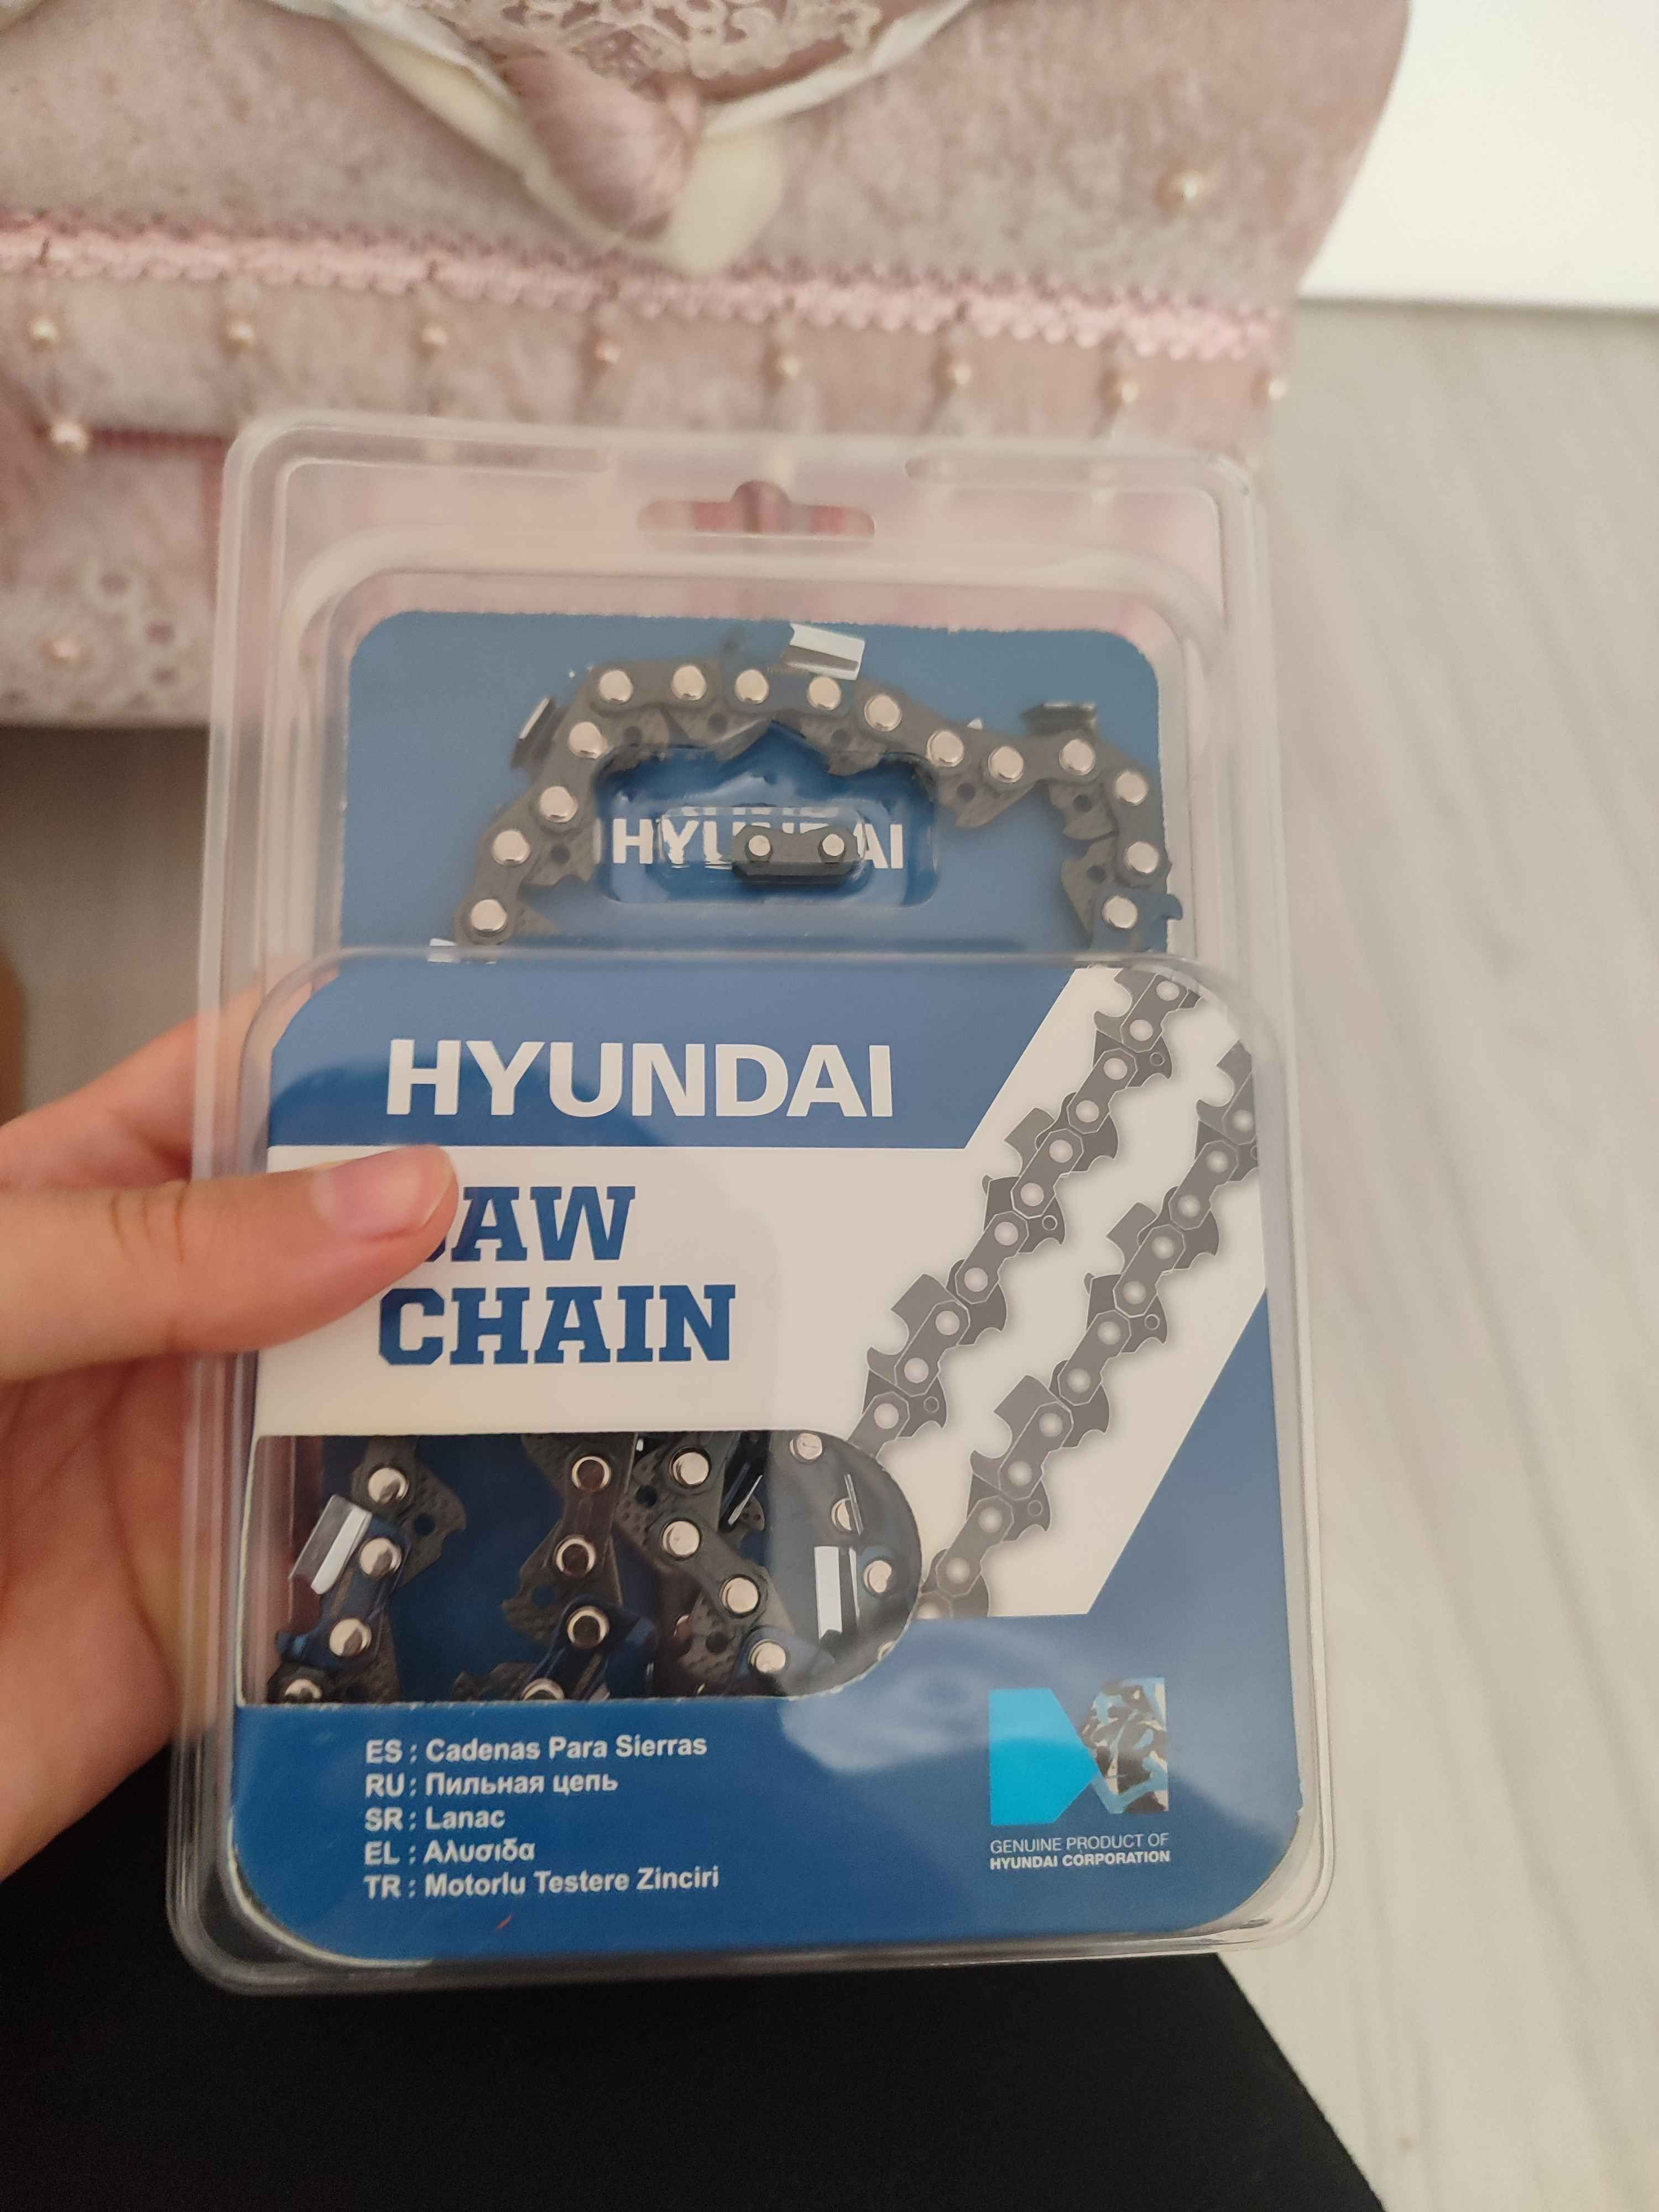 HYUNDAI
HYUNDAI
AW
CHAIN
ES : Cadenas Para Sierras
RU : Пильная цепь
SR : Lanac
EL : Αλυσιδα
TR : Motorlu Testere Zinciri
GENUINE PRODUCT OF
HYUNDAI CORPORATION